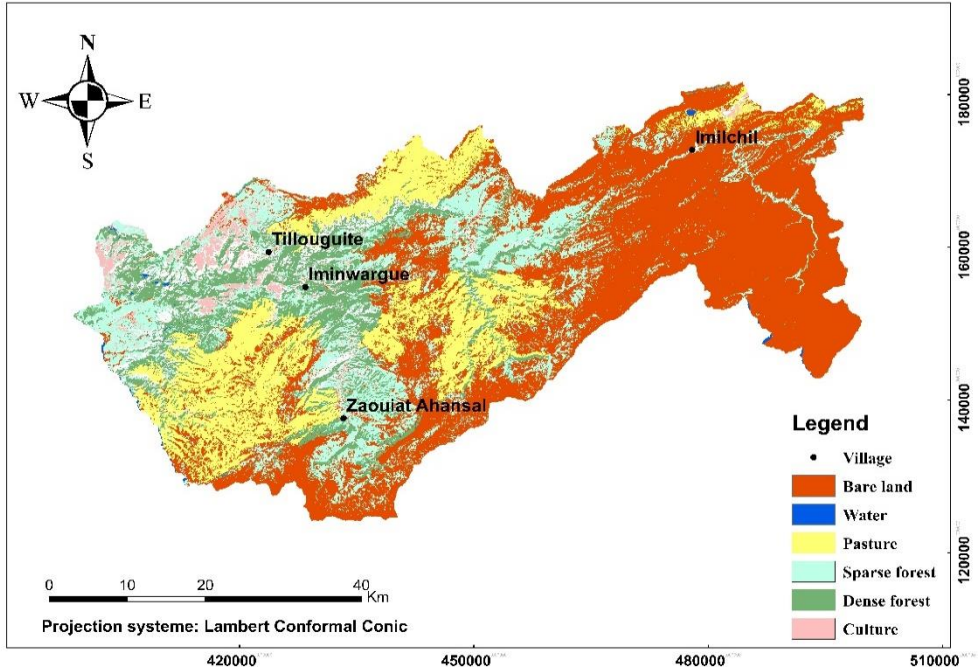 N
W E
S
180000
Imilchil
Tillouguite
160000
Iminwargue
Zaouiat Ahansal
140000
Legend
Village
Bare land
Water
Pasture
120000
Sparse forest
Dense forest
Culture
0 10 20 40
Km
Projection systeme: Lambert Conformal Conic
420000 450000 480000 510000